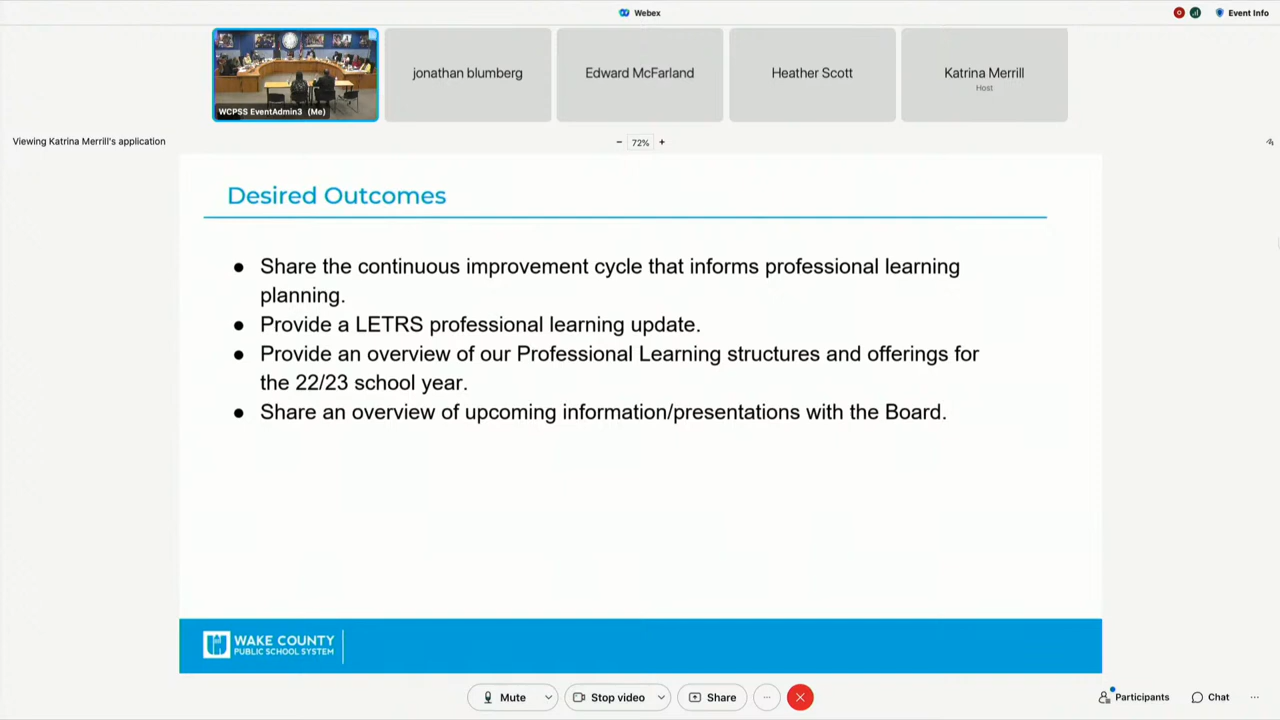 Webex
Event Info
WCPSS EventAdmin3 (Me)
jonathan blumberg
Edward McFarland
Heather Scott
Katrina Merrill
Host
Viewing Katrina Merrill's application
− 72% +
Desired Outcomes
● Share the continuous improvement cycle that informs professional learning
planning.
● Provide a LETRS professional learning update.
● Provide an overview of our Professional Learning structures and offerings for
the 22/23 school year.
● Share an overview of upcoming information/presentations with the Board.
WAKE COUNTY
PUBLIC SCHOOL SYSTEM
Mute
Stop video
Share
Participants
Chat